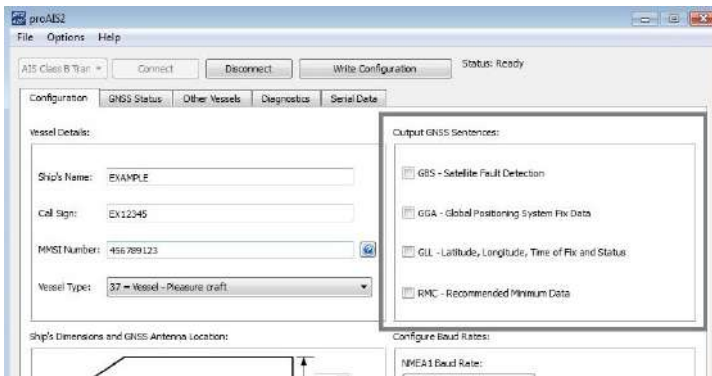 proAIS2
File Options Help
AIS Class B Tran Connect Disconnect Write Configuration Status: Ready
Configuration GNSS Status Other Vessels Diagnostics Serial Data
Vessel Details:
Ship's Name: EXAMPLE
Call Sign: EX12345
MMSI Number: 456789123
Vessel Type: 37 = Vessel - Pleasure craft
Output GNSS Sentences:
GBS - Satellite Fault Detection
GGA - Global Positioning System Fix Data
GLL - Latitude, Longitude, Time of Fix and Status
RMC - Recommended Minimum Data
Ship's Dimensions and GNSS Antenna Location:
Configure Baud Rates:
NMEA1 Baud Rate: